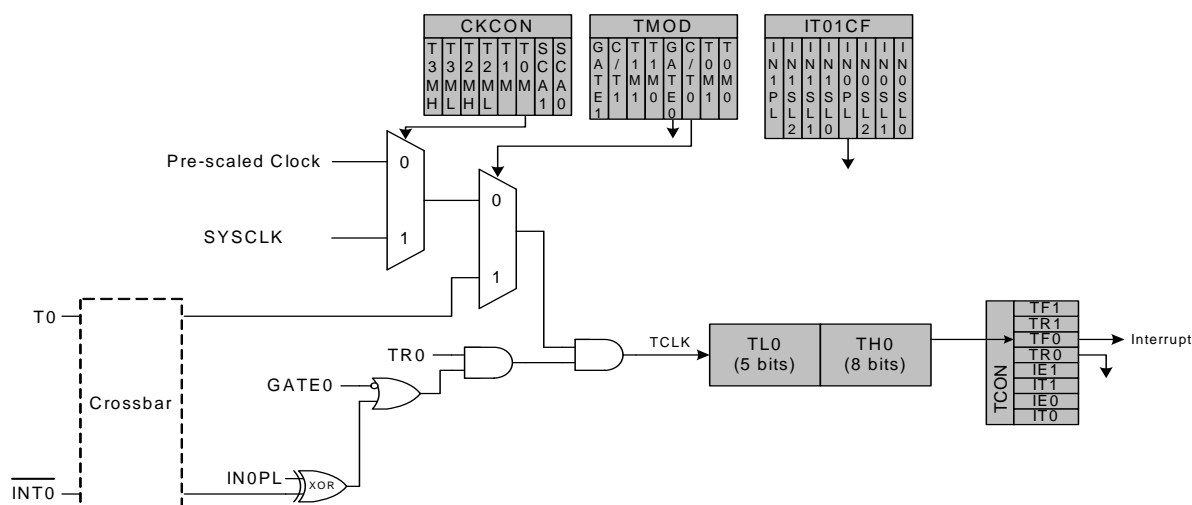 CKCON
T3MH
T3ML
T2MH
T2ML
T1M
T0M
SCA1
SCA0
TMOD
GATE1
C/T1
T1M1
T1M0
GATE0
C/T0
T0M1
T0M0
IT01CF
IN1PL
IN1SL2
IN1SL1
IN1SL0
IN0PL
IN0SL2
IN0SL1
IN0SL0
Pre-scaled Clock
0
SYSCLK
1
0
1
T0
Crossbar
INT0
TR0
GATE0
IN0PL
XOR
TCLK
TL0
(5 bits)
TH0
(8 bits)
TCON
TF1
TR1
TF0
TR0
IE1
IT1
IE0
IT0
Interrupt